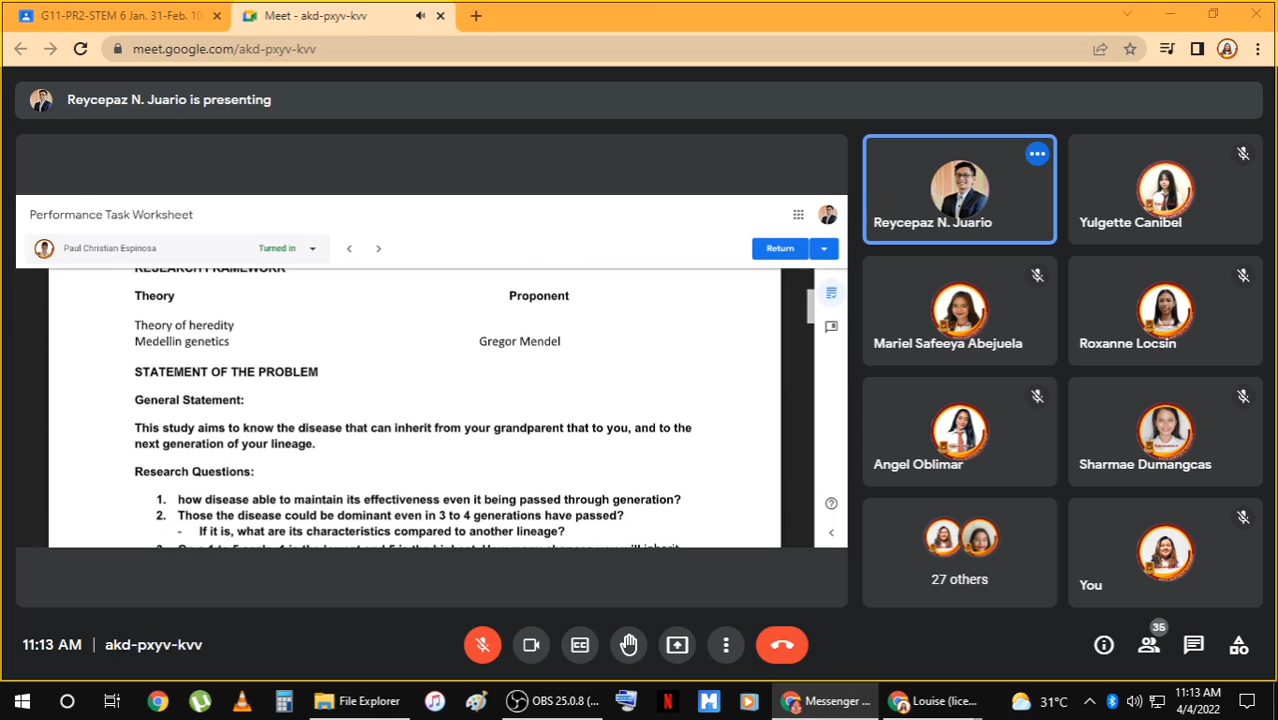 G11-PR2-STEM 6 Jan. 31-Feb. 10
Meet - akd-pxyv-kvv
meet.google.com/akd-pxyv-kvv
Reycepaz N. Juario is presenting
Performance Task Worksheet
Paul Christian Espinosa
Turned in
Return
RESEARCH FRAMEWORK
Theory
Proponent
Theory of heredity
Medellin genetics
Gregor Mendel
STATEMENT OF THE PROBLEM
General Statement:
This study aims to know the disease that can inherit from your grandparent that to you, and to the
next generation of your lineage.
Research Questions:
1. how disease able to maintain its effectiveness even it being passed through generation?
2. Those the disease could be dominant even in 3 to 4 generations have passed?
- If it is, what are its characteristics compared to another lineage?
Reycepaz N. Juario
Yulgette Canibel
Mariel Safeeya Abejuela
Roxanne Locsin
Angel Oblimar
Sharmae Dumangcas
27 others
You
11:13 AM
akd-pxyv-kvv
CC
35
File Explorer
OBS 25.0.8 (...
Messenger ...
Louise (lice...
31°C
11:13 AM
4/4/2022